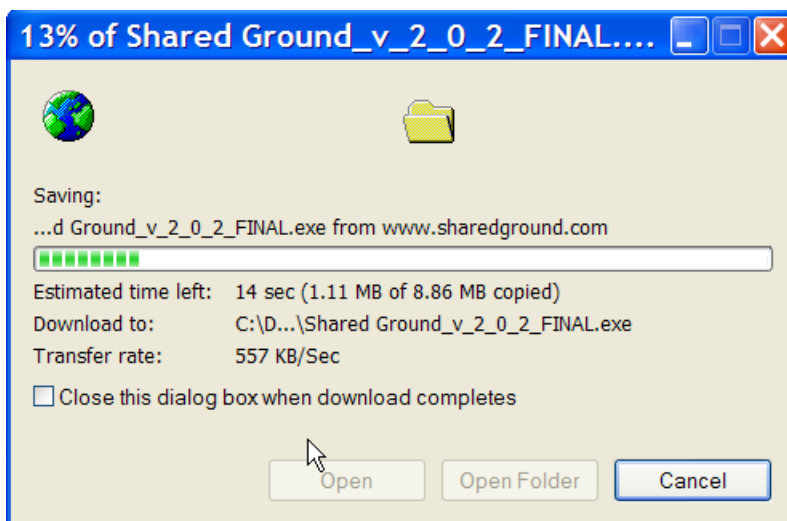 13% of Shared Ground_v_2_0_2_FINAL....
Saving:
...d Ground_v_2_0_2_FINAL.exe from www.sharedground.com
Estimated time left: 14 sec (1.11 MB of 8.86 MB copied)
Download to: C:\D...\Shared Ground_v_2_0_2_FINAL.exe
Transfer rate: 557 KB/Sec
Close this dialog box when download completes
Open Open Folder Cancel